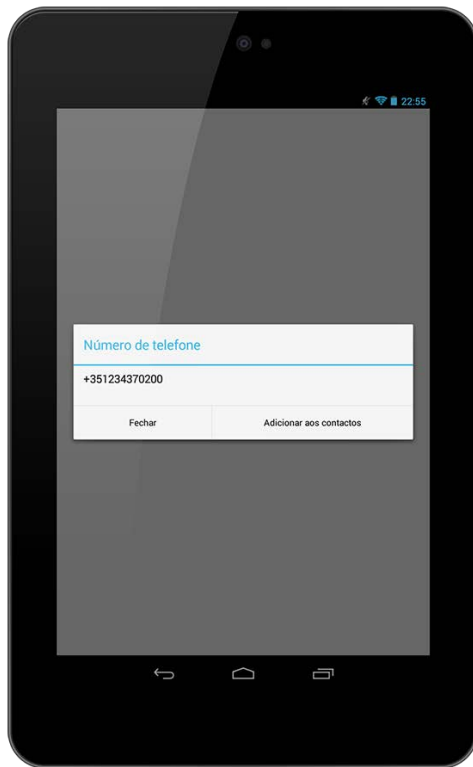 22:55
Número de telefone
+351234370200
Fechar
Adicionar aos contactos